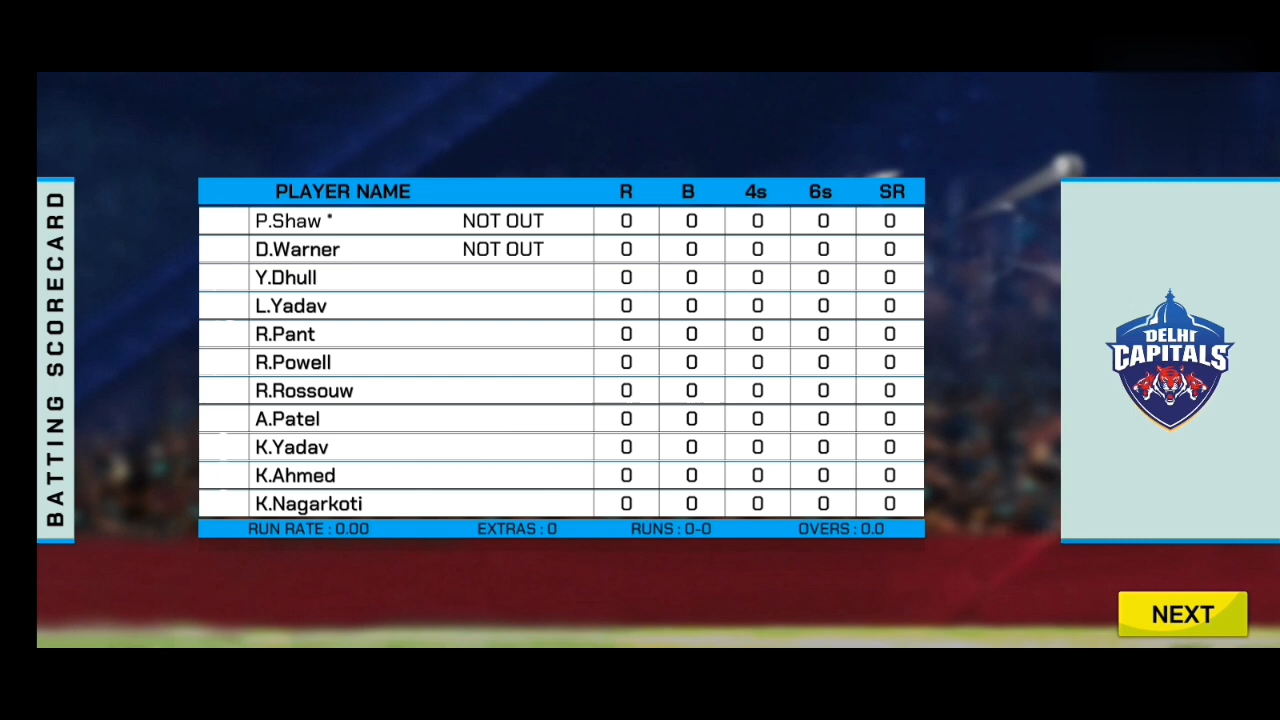 BATTING SCORECARD
PLAYER NAME R B 4s 6s SR
P.Shaw * NOT OUT 0 0 0 0 0
D.Warner NOT OUT 0 0 0 0 0
Y.Dhull 0 0 0 0 0
L.Yadav 0 0 0 0 0
R.Pant 0 0 0 0 0
R.Powell 0 0 0 0 0
R.Rossouw 0 0 0 0 0
A.Patel 0 0 0 0 0
K.Yadav 0 0 0 0 0
K.Ahmed 0 0 0 0 0
K.Nagarkoti 0 0 0 0 0
RUN RATE : 0.00 EXTRAS : 0 RUNS : 0-0 OVERS : 0.0
DELHI
CAPITALS
NEXT